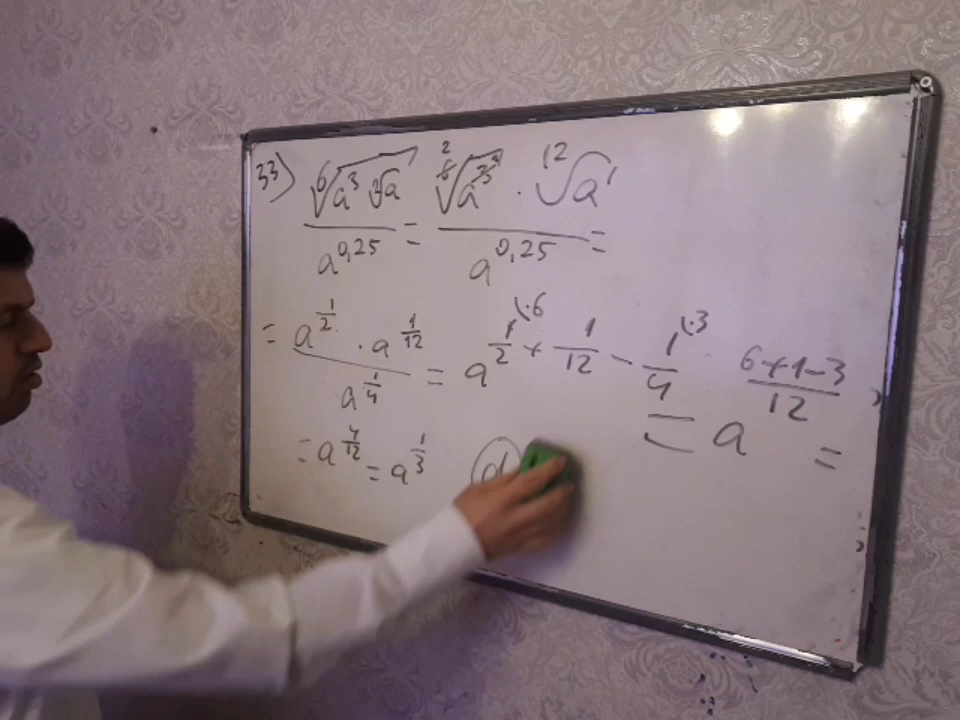 33) ⁶√(a³ ³√a) / a^0,25 = ⁶√(a³) · ¹²√(a¹) / a^0,25 =
= a^(1/2) · a^(1/12) / a^(1/4) = a^(1/2 + 1/12 − 1/4) = a^((6+1−3)/12) =
= a^(4/12) = a^(1/3)